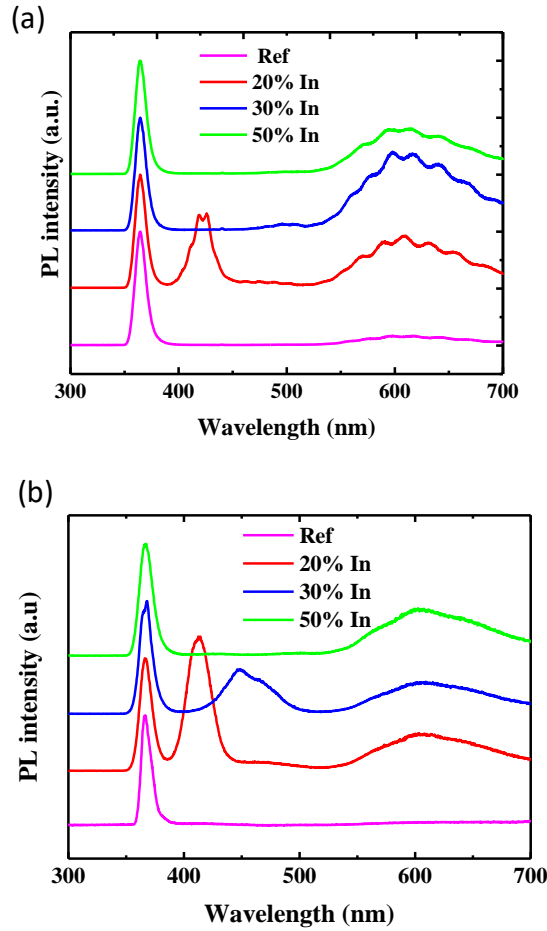 (a)
Ref
20% In
30% In
50% In
PL intensity (a.u.)
300 400 500 600 700
Wavelength (nm)
(b)
Ref
20% In
30% In
50% In
PL intensity (a.u)
300 400 500 600 700
Wavelength (nm)